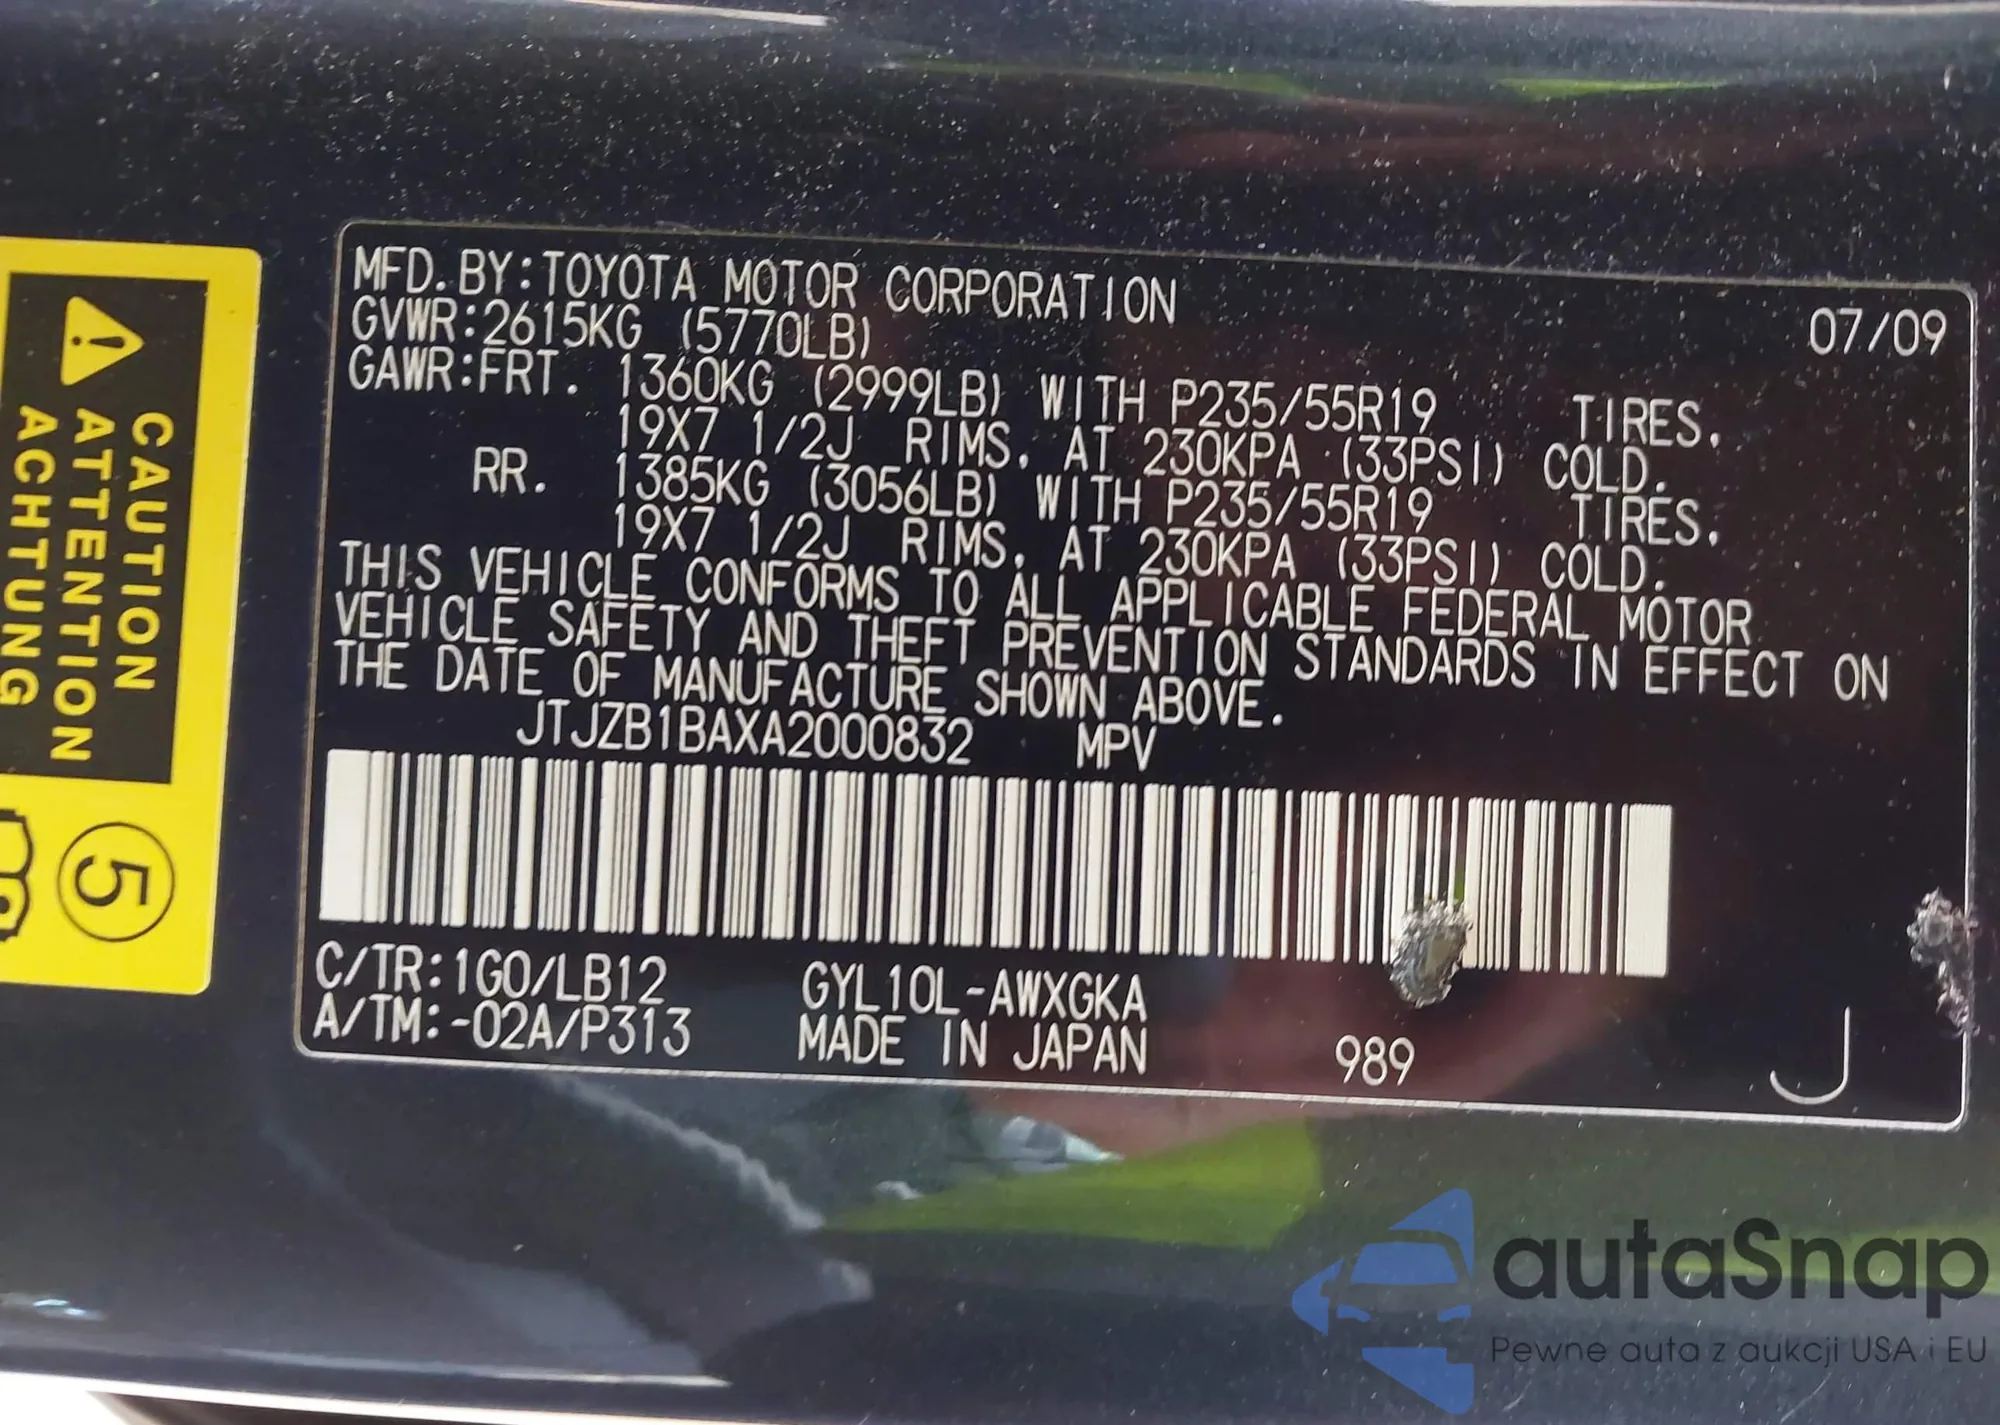 MFD. BY: TOYOTA MOTOR CORPORATION 07/09
GVWR: 2615KG (5770LB)
GAWR: FRT. 1360KG (2999LB) WITH P235/55R19 TIRES,
19X7 1/2J RIMS, AT 230KPA (33PSI) COLD.
RR. 1385KG (3056LB) WITH P235/55R19 TIRES,
19X7 1/2J RIMS, AT 230KPA (33PSI) COLD.
THIS VEHICLE CONFORMS TO ALL APPLICABLE FEDERAL MOTOR
VEHICLE SAFETY AND THEFT PREVENTION STANDARDS IN EFFECT ON
THE DATE OF MANUFACTURE SHOWN ABOVE.
JTJZB1BAXA2000832 MPV
C/TR: 1G0/LB12 GYL10L-AWXGKA
A/TM: -02A/P313 MADE IN JAPAN 989 J
CAUTION
ATTENTION
ACHTUNG
5
autaSnap
Pewne auta z aukcji USA i EU